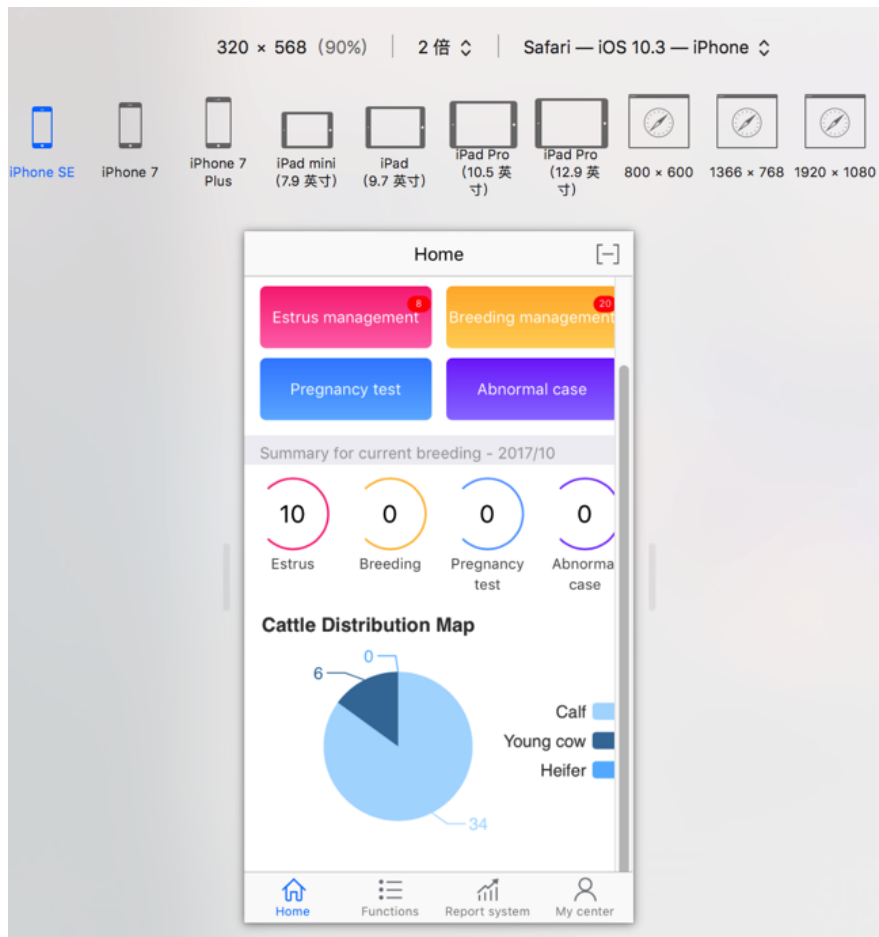 320 × 568 (90%) 2 倍 Safari — iOS 10.3 — iPhone
iPhone SE
iPhone 7
iPhone 7
Plus
iPad mini
(7.9 英寸)
iPad
(9.7 英寸)
iPad Pro
(10.5 英
寸)
iPad Pro
(12.9 英
寸)
800 × 600
1366 × 768
1920 × 1080
Home
Estrus management
8
Breeding management
20
Pregnancy test
Abnormal case
Summary for current breeding - 2017/10
10
0
0
0
Estrus
Breeding
Pregnancy
test
Abnorma
case
Cattle Distribution Map
0
6
34
Calf
Young cow
Heifer
Home
Functions
Report system
My center